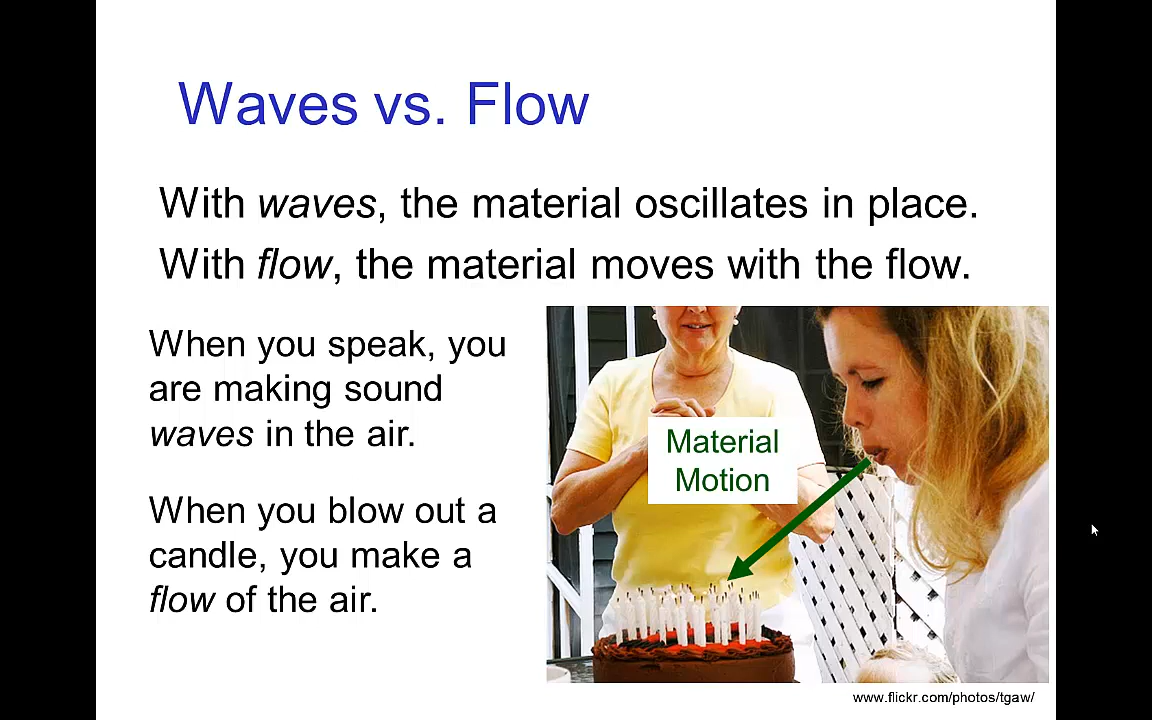 Waves vs. Flow
With waves, the material oscillates in place.
With flow, the material moves with the flow.
When you speak, you
are making sound
waves in the air.
When you blow out a
candle, you make a
flow of the air.
Material
Motion
www.flickr.com/photos/tgaw/